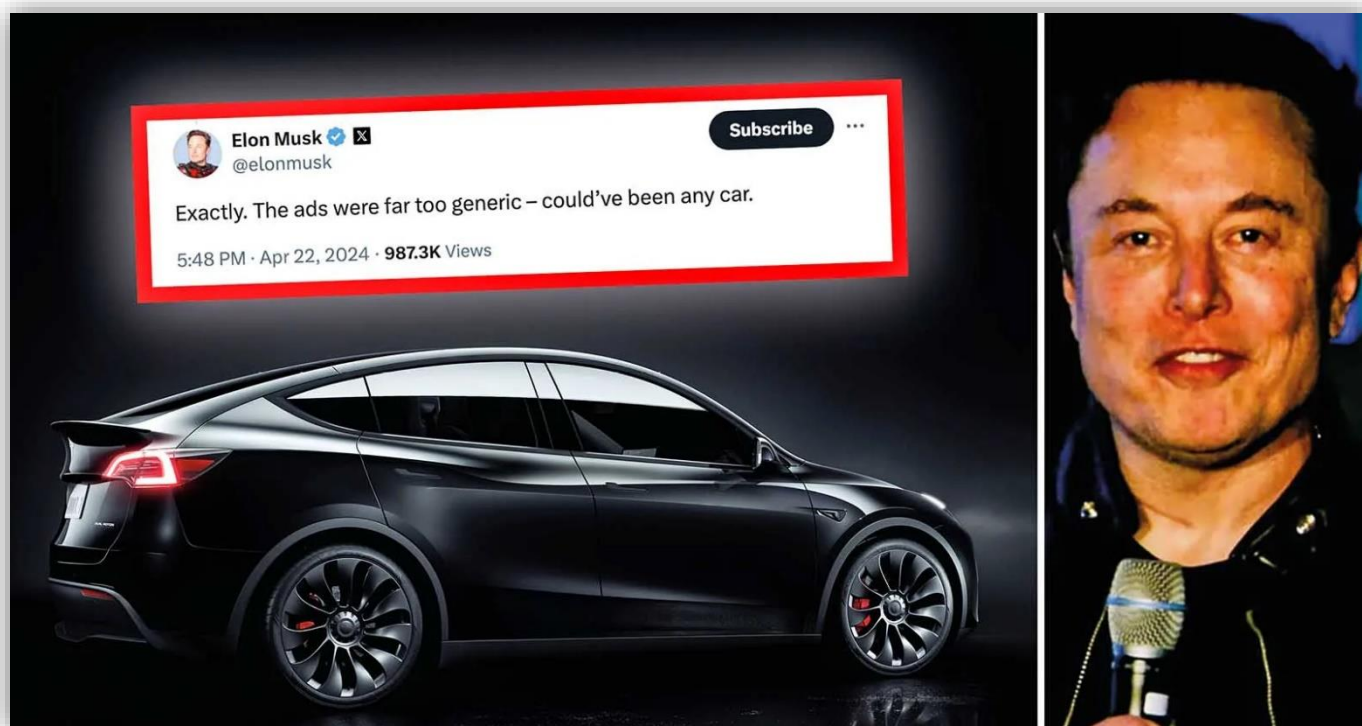 Elon Musk
@elonmusk
Subscribe
Exactly. The ads were far too generic – could've been any car.
5:48 PM · Apr 22, 2024 · 987.3K Views